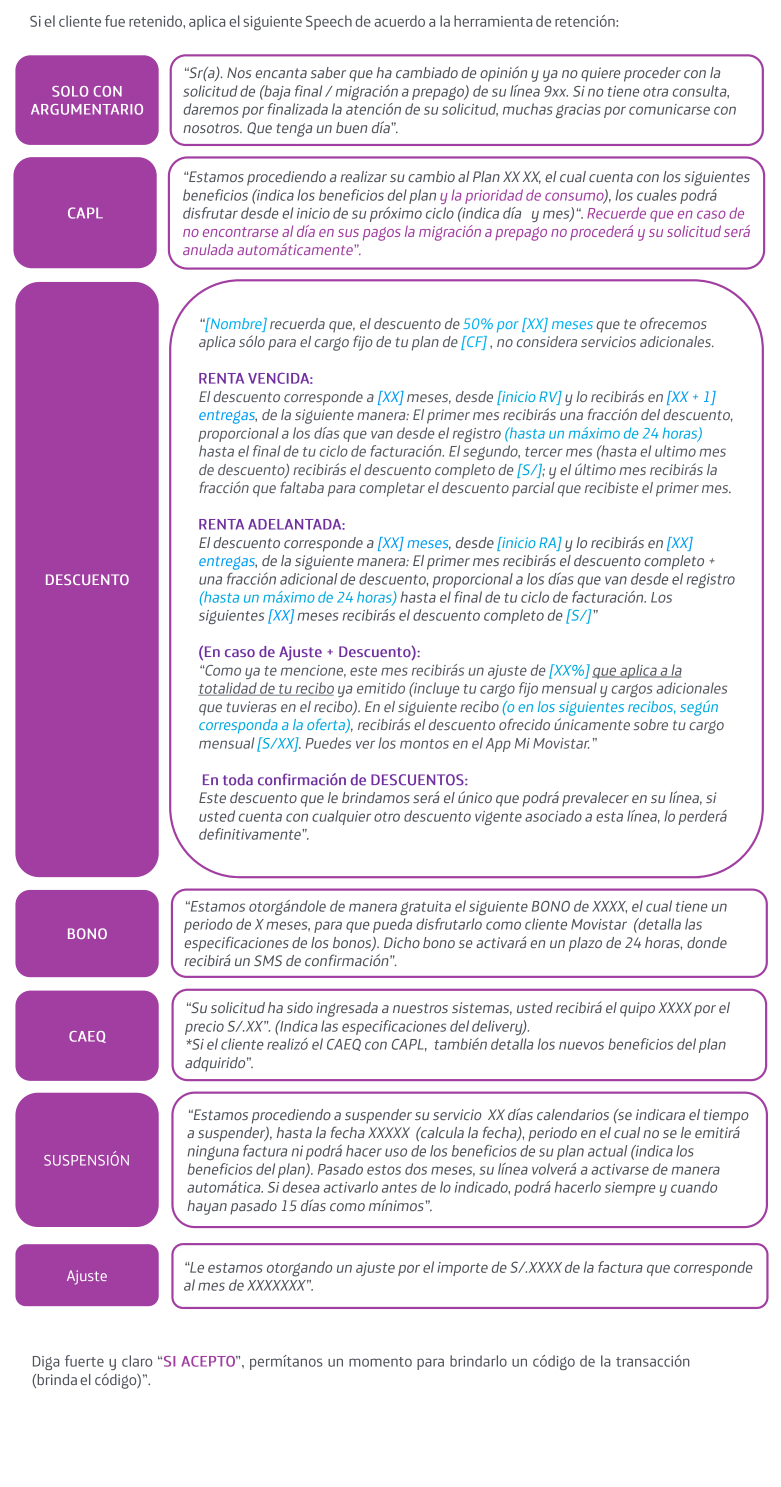 Si el cliente fue retenido, aplica el siguiente Speech de acuerdo a la herramienta de retención:
SOLO CON
ARGUMENTARIO
“Sr(a). Nos encanta saber que ha cambiado de opinión y ya no quiere proceder con la
solicitud de (baja final / migración a prepago) de su línea 9xx. Si no tiene otra consulta,
daremos por finalizada la atención de su solicitud, muchas gracias por comunicarse con
nosotros. Que tenga un buen día”.
CAPL
“Estamos procediendo a realizar su cambio al Plan XX XX, el cual cuenta con los siguientes
beneficios (indica los beneficios del plan y la prioridad de consumo), los cuales podrá
disfrutar desde el inicio de su próximo ciclo (indica día y mes)“. Recuerde que en caso de
no encontrarse al día en sus pagos la migración a prepago no procederá y su solicitud será
anulada automáticamente”.
DESCUENTO
“[Nombre] recuerda que, el descuento de 50% por [XX] meses que te ofrecemos
aplica sólo para el cargo fijo de tu plan de [CF] , no considera servicios adicionales.
RENTA VENCIDA:
El descuento corresponde a [XX] meses, desde [inicio RV] y lo recibirás en [XX + 1]
entregas, de la siguiente manera: El primer mes recibirás una fracción del descuento,
proporcional a los días que van desde el registro (hasta un máximo de 24 horas)
hasta el final de tu ciclo de facturación. El segundo, tercer mes (hasta el ultimo mes
de descuento) recibirás el descuento completo de [S/]; y el último mes recibirás la
fracción que faltaba para completar el descuento parcial que recibiste el primer mes.
RENTA ADELANTADA:
El descuento corresponde a [XX] meses, desde [inicio RA] y lo recibirás en [XX]
entregas, de la siguiente manera: El primer mes recibirás el descuento completo +
una fracción adicional de descuento, proporcional a los días que van desde el registro
(hasta un máximo de 24 horas) hasta el final de tu ciclo de facturación. Los
siguientes [XX] meses recibirás el descuento completo de [S/]”
(En caso de Ajuste + Descuento):
“Como ya te mencione, este mes recibirás un ajuste de [XX%] que aplica a la
totalidad de tu recibo ya emitido (incluye tu cargo fijo mensual y cargos adicionales
que tuvieras en el recibo). En el siguiente recibo (o en los siguientes recibos, según
corresponda a la oferta), recibirás el descuento ofrecido únicamente sobre tu cargo
mensual [S/XX]. Puedes ver los montos en el App Mi Movistar.”
En toda confirmación de DESCUENTOS:
Este descuento que le brindamos será el único que podrá prevalecer en su línea, si
usted cuenta con cualquier otro descuento vigente asociado a esta línea, lo perderá
definitivamente”.
BONO
“Estamos otorgándole de manera gratuita el siguiente BONO de XXXX, el cual tiene un
periodo de X meses, para que pueda disfrutarlo como cliente Movistar (detalla las
especificaciones de los bonos). Dicho bono se activará en un plazo de 24 horas, donde
recibirá un SMS de confirmación”.
CAEQ
“Su solicitud ha sido ingresada a nuestros sistemas, usted recibirá el quipo XXXX por el
precio S/.XX”. (Indica las especificaciones del delivery).
*Si el cliente realizó el CAEQ con CAPL, también detalla los nuevos beneficios del plan
adquirido”.
SUSPENSIÓN
“Estamos procediendo a suspender su servicio XX días calendarios (se indicara el tiempo
a suspender), hasta la fecha XXXXX (calcula la fecha), periodo en el cual no se le emitirá
ninguna factura ni podrá hacer uso de los beneficios de su plan actual (indica los
beneficios del plan). Pasado estos dos meses, su línea volverá a activarse de manera
automática. Si desea activarlo antes de lo indicado, podrá hacerlo siempre y cuando
hayan pasado 15 días como mínimos”.
Ajuste
“Le estamos otorgando un ajuste por el importe de S/.XXXX de la factura que corresponde
al mes de XXXXXXX”.
Diga fuerte y claro “SI ACEPTO”, permítanos un momento para brindarlo un código de la transacción
(brinda el código)”.